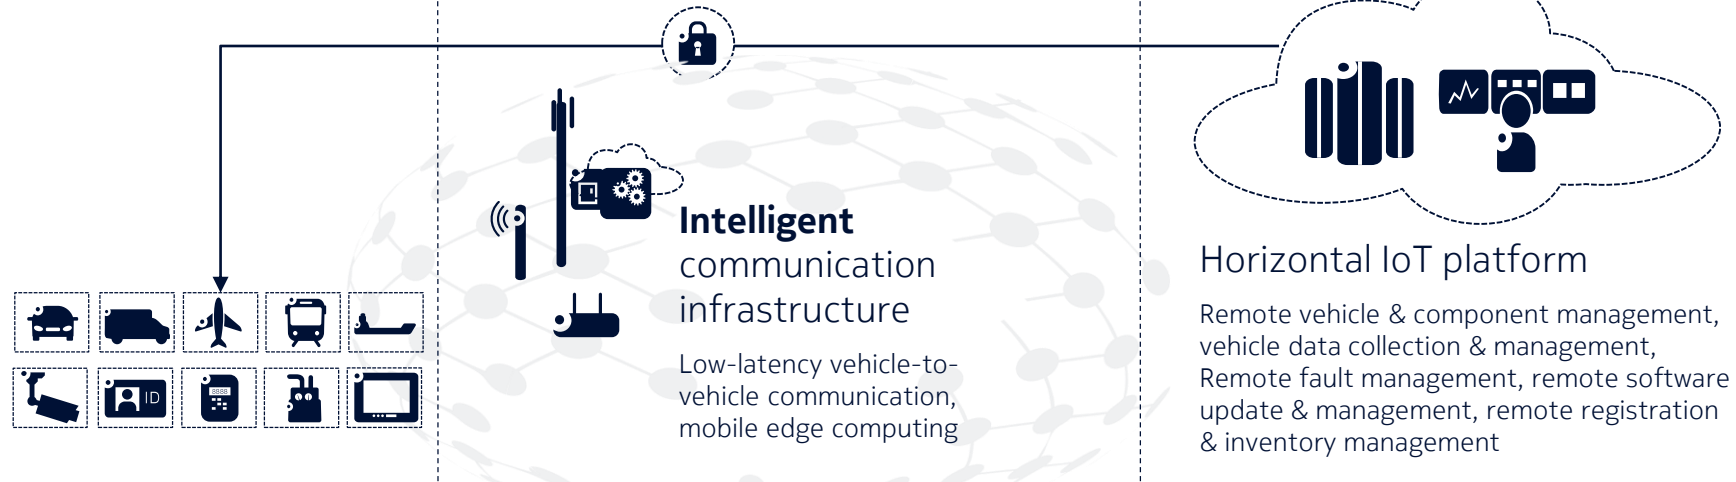 Intelligent
communication
infrastructure
Low-latency vehicle-to-
vehicle communication,
mobile edge computing
Horizontal IoT platform
Remote vehicle & component management,
vehicle data collection & management,
Remote fault management, remote software
update & management, remote registration
& inventory management
ID
8888